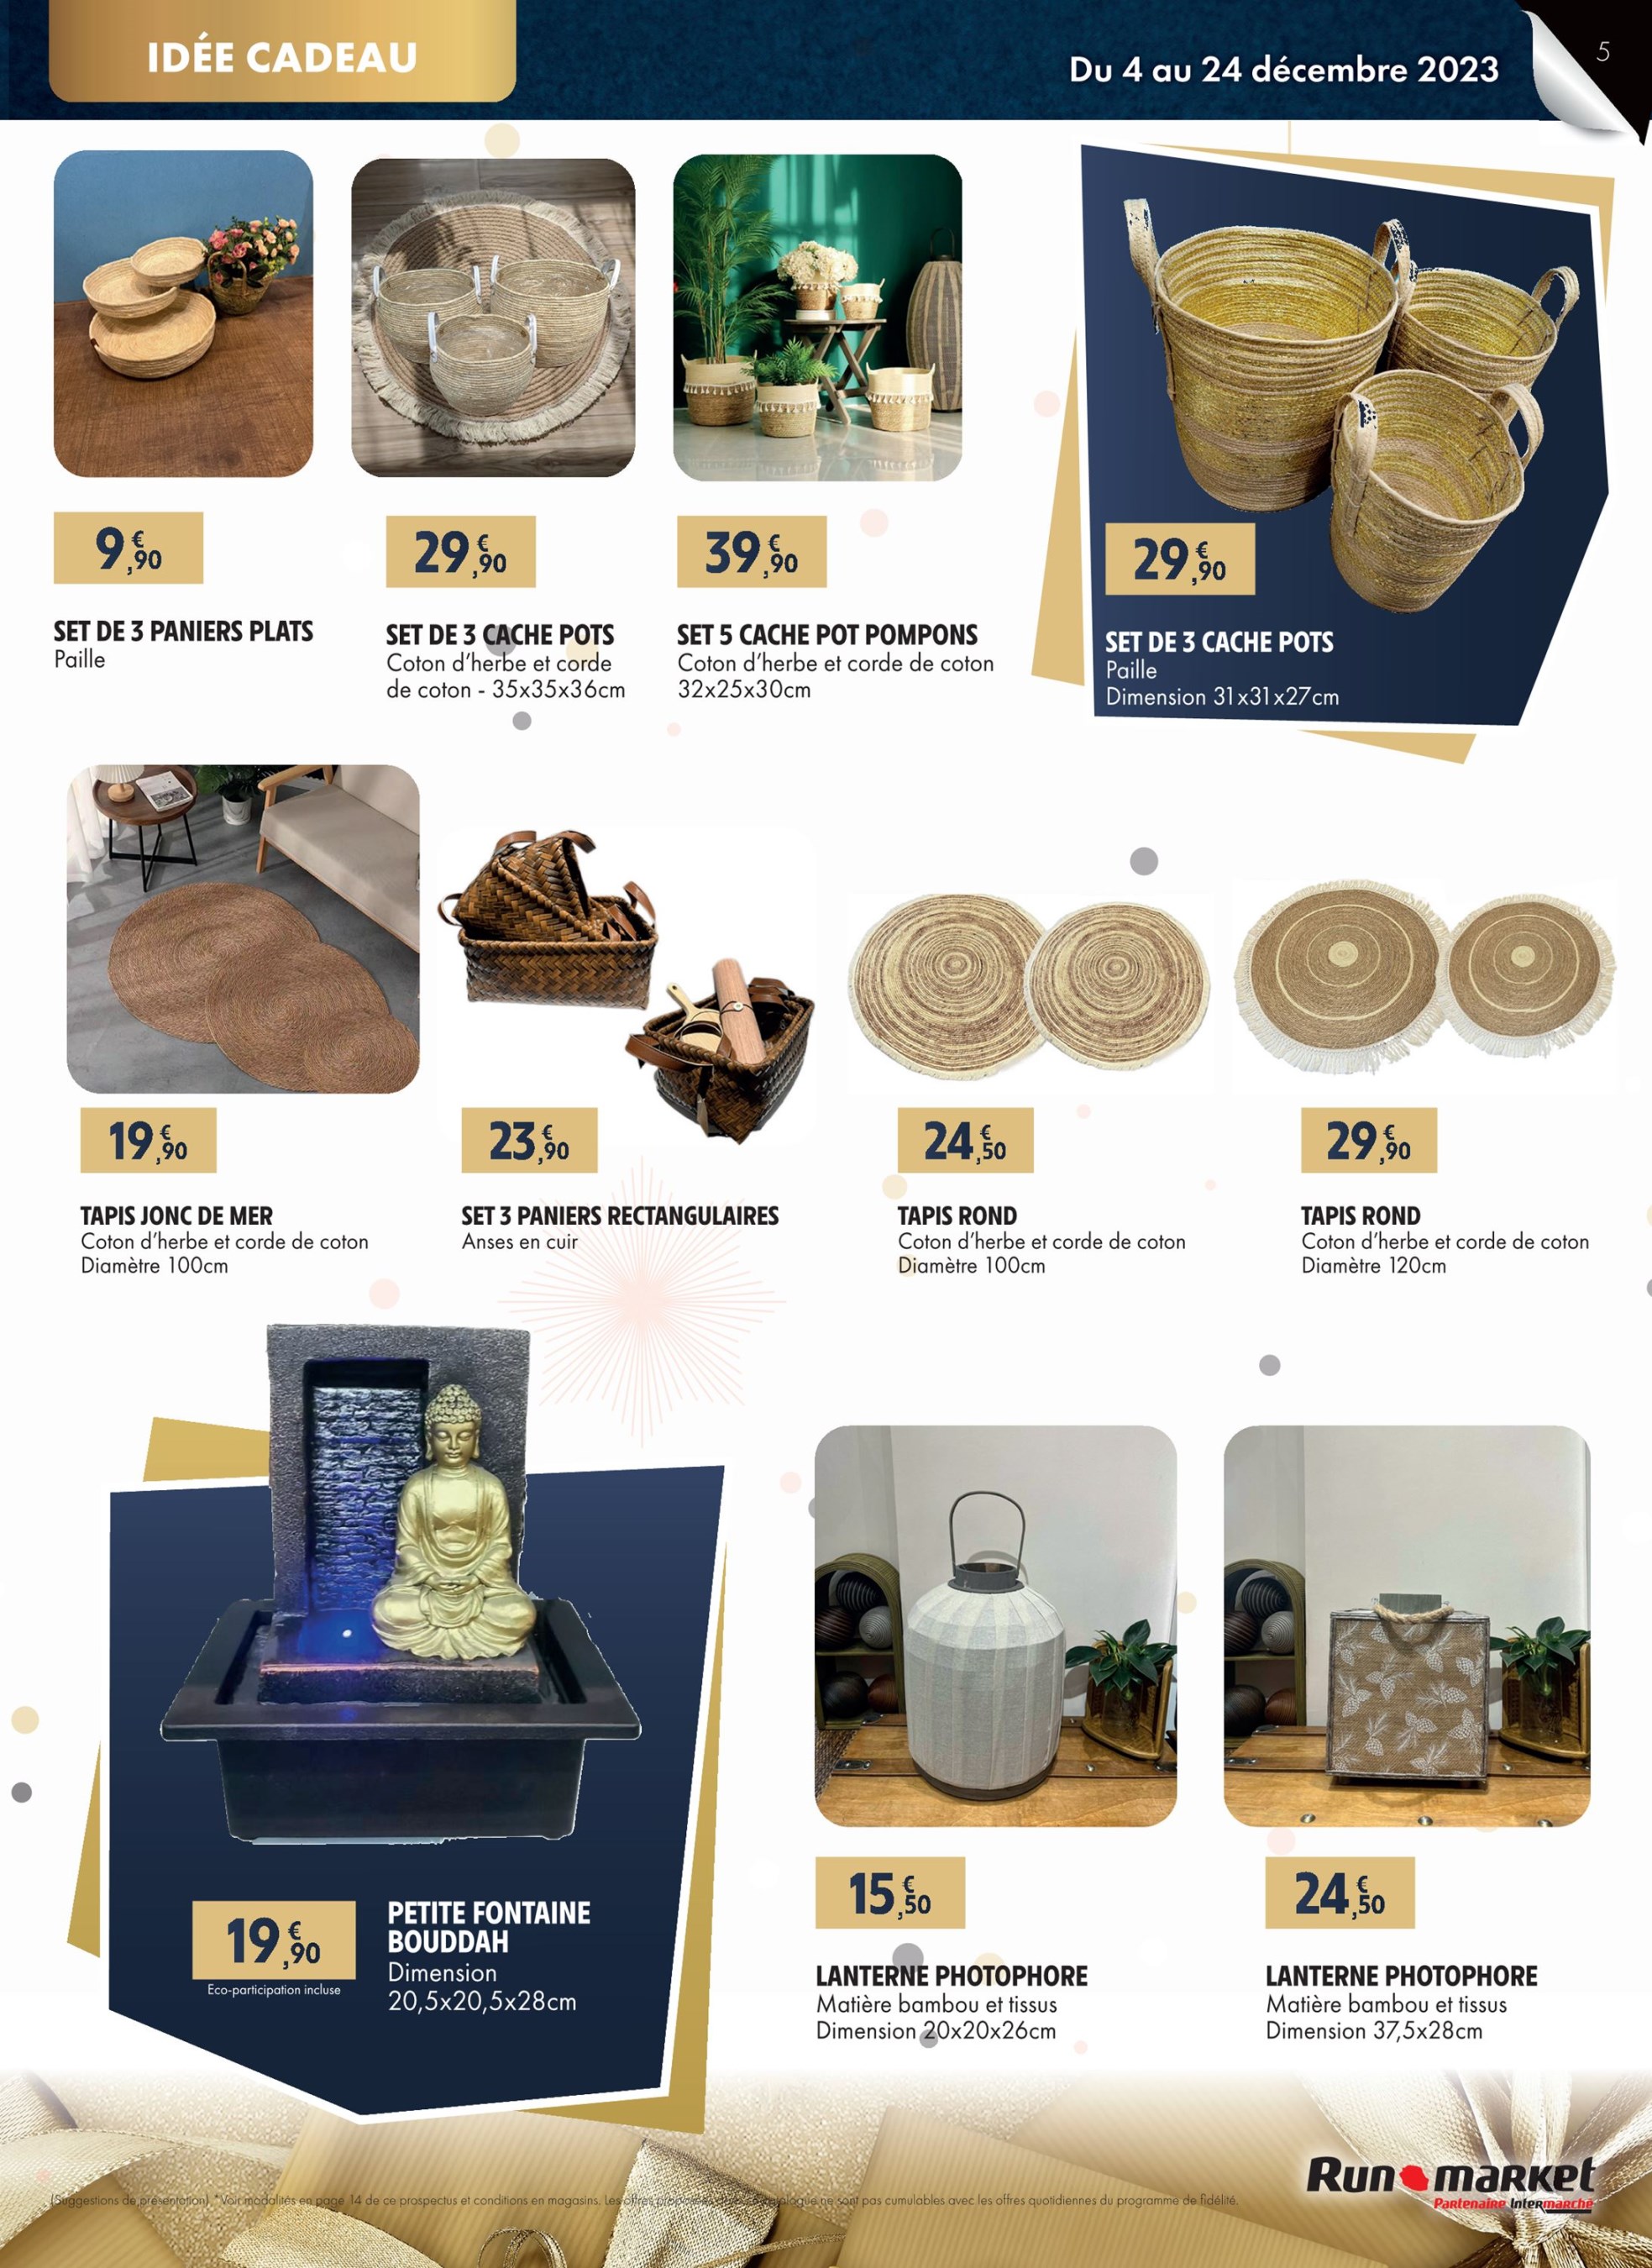 IDÉE CADEAU
Du 4 au 24 décembre 2023
5
9,€90
SET DE 3 PANIERS PLATS
Paille
29,€90
SET DE 3 CACHE POTS
Coton d'herbe et corde
de coton - 35x35x36cm
39,€90
SET 5 CACHE POT POMPONS
Coton d'herbe et corde de coton
32x25x30cm
29,€90
SET DE 3 CACHE POTS
Paille
Dimension 31x31x27cm
19,€90
TAPIS JONC DE MER
Coton d'herbe et corde de coton
Diamètre 100cm
23,€90
SET 3 PANIERS RECTANGULAIRES
Anses en cuir
24,€50
TAPIS ROND
Coton d'herbe et corde de coton
Diamètre 100cm
29,€90
TAPIS ROND
Coton d'herbe et corde de coton
Diamètre 120cm
19,€90
Eco-participation incluse
PETITE FONTAINE
BOUDDAH
Dimension
20,5x20,5x28cm
15,€50
LANTERNE PHOTOPHORE
Matière bambou et tissus
Dimension 20x20x26cm
24,€50
LANTERNE PHOTOPHORE
Matière bambou et tissus
Dimension 37,5x28cm
(Suggestions de présentation). *Voir modalités en page 14 de ce prospectus et conditions en magasins. Les offres ne sont pas cumulables avec les offres quotidiennes du programme de fidélité.
Run market
Partenaire Intermarché